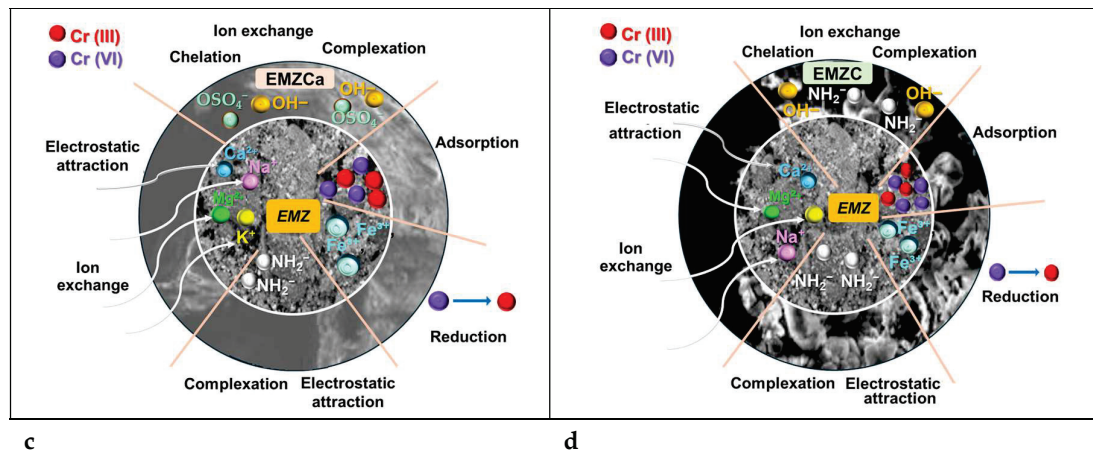 Cr (III)
Cr (VI)
Ion exchange
Chelation
Complexation
EMZCa
OSO₄⁻
OH−
OH−
OSO₄⁻
Electrostatic
attraction
Adsorption
Ca²⁺
Na⁺
Mg²⁺
K⁺
EMZ
Fe³⁺
Fe³⁺
Ion
exchange
NH₂⁻
NH₂⁻
Reduction
Complexation
Electrostatic
attraction
c
Cr (III)
Cr (VI)
Ion exchange
Chelation
Complexation
EMZC
NH₂⁻
OH−
OH−
NH₂⁻
Electrostatic
attraction
Adsorption
Ca²⁺
Mg²
Na⁺
EMZ
Fe³⁺
Fe³⁺
Ion
exchange
NH₂⁻
NH₂⁻
Reduction
Complexation
Electrostatic
attraction
d